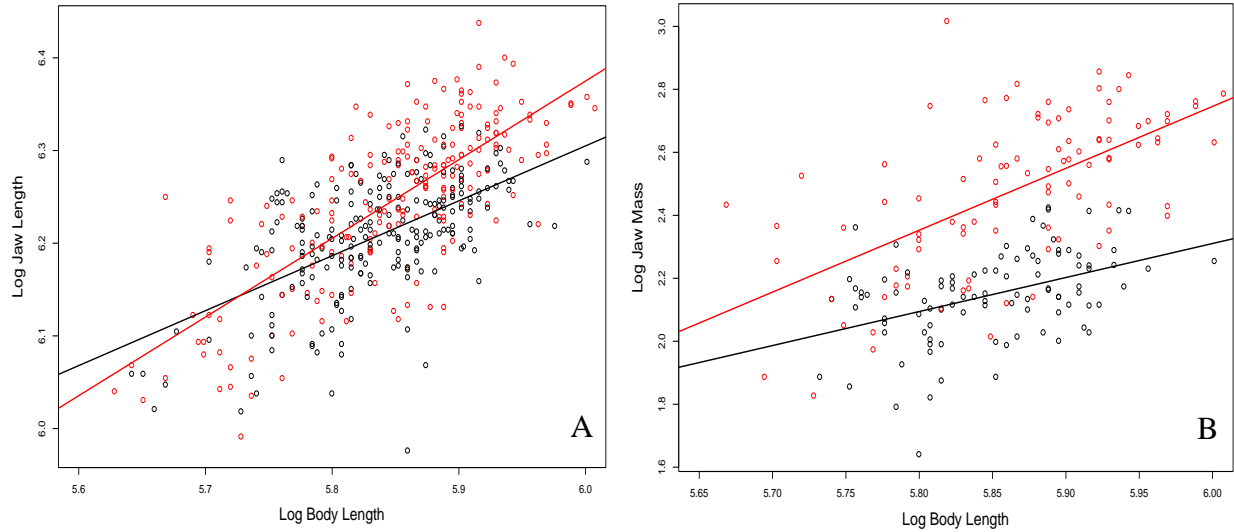 Log Jaw Length
6.4
6.3
6.2
6.1
6.0
5.6 5.7 5.8 5.9 6.0
Log Body Length
A
Log Jaw Mass
3.0
2.8
2.6
2.4
2.2
2.0
1.8
1.6
5.65 5.70 5.75 5.80 5.85 5.90 5.95 6.00
Log Body Length
B